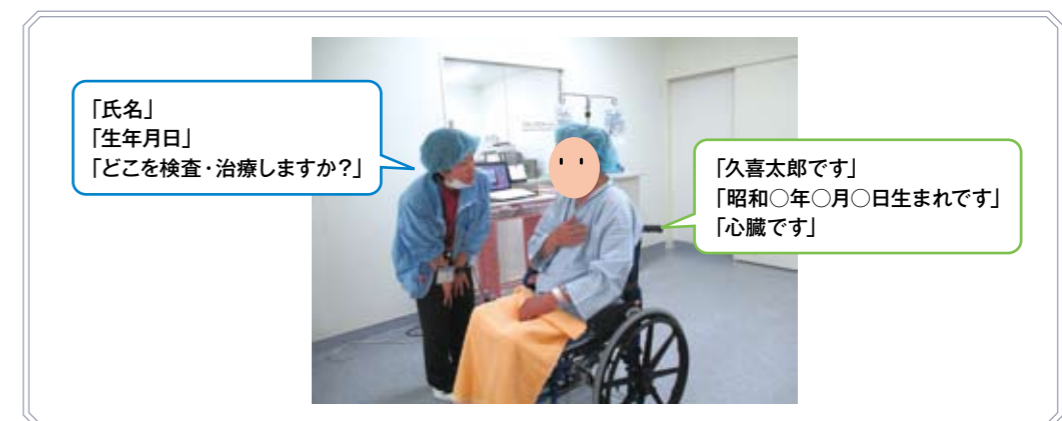 「氏名」
「生年月日」
「どこを検査・治療しますか?」
「久喜太郎です」
「昭和○年○月○日生まれです」
「心臓です」